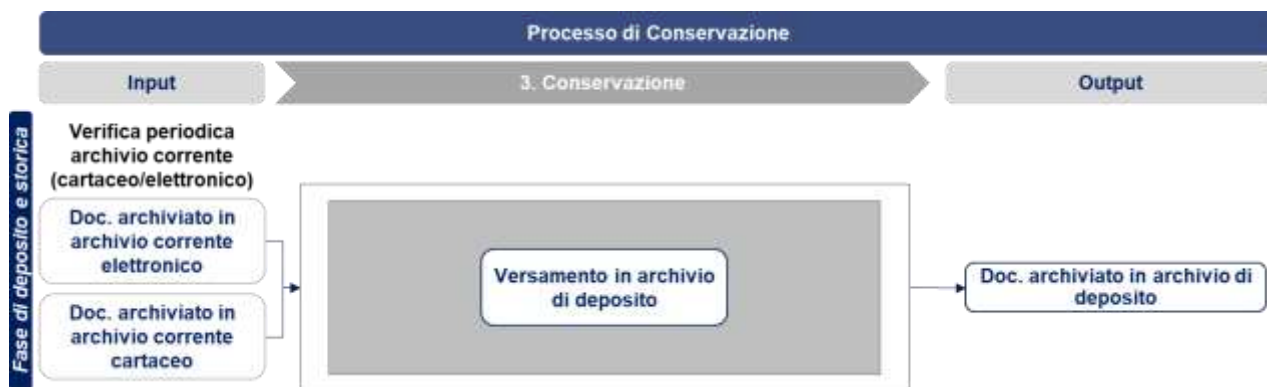 Processo di Conservazione
Input
3. Conservazione
Output
Fase di deposito e storica
Verifica periodica
archivio corrente
(cartaceo/elettronico)
Doc. archiviato in
archivio corrente
elettronico
Doc. archiviato in
archivio corrente
cartaceo
Versamento in archivio
di deposito
Doc. archiviato in archivio di
deposito